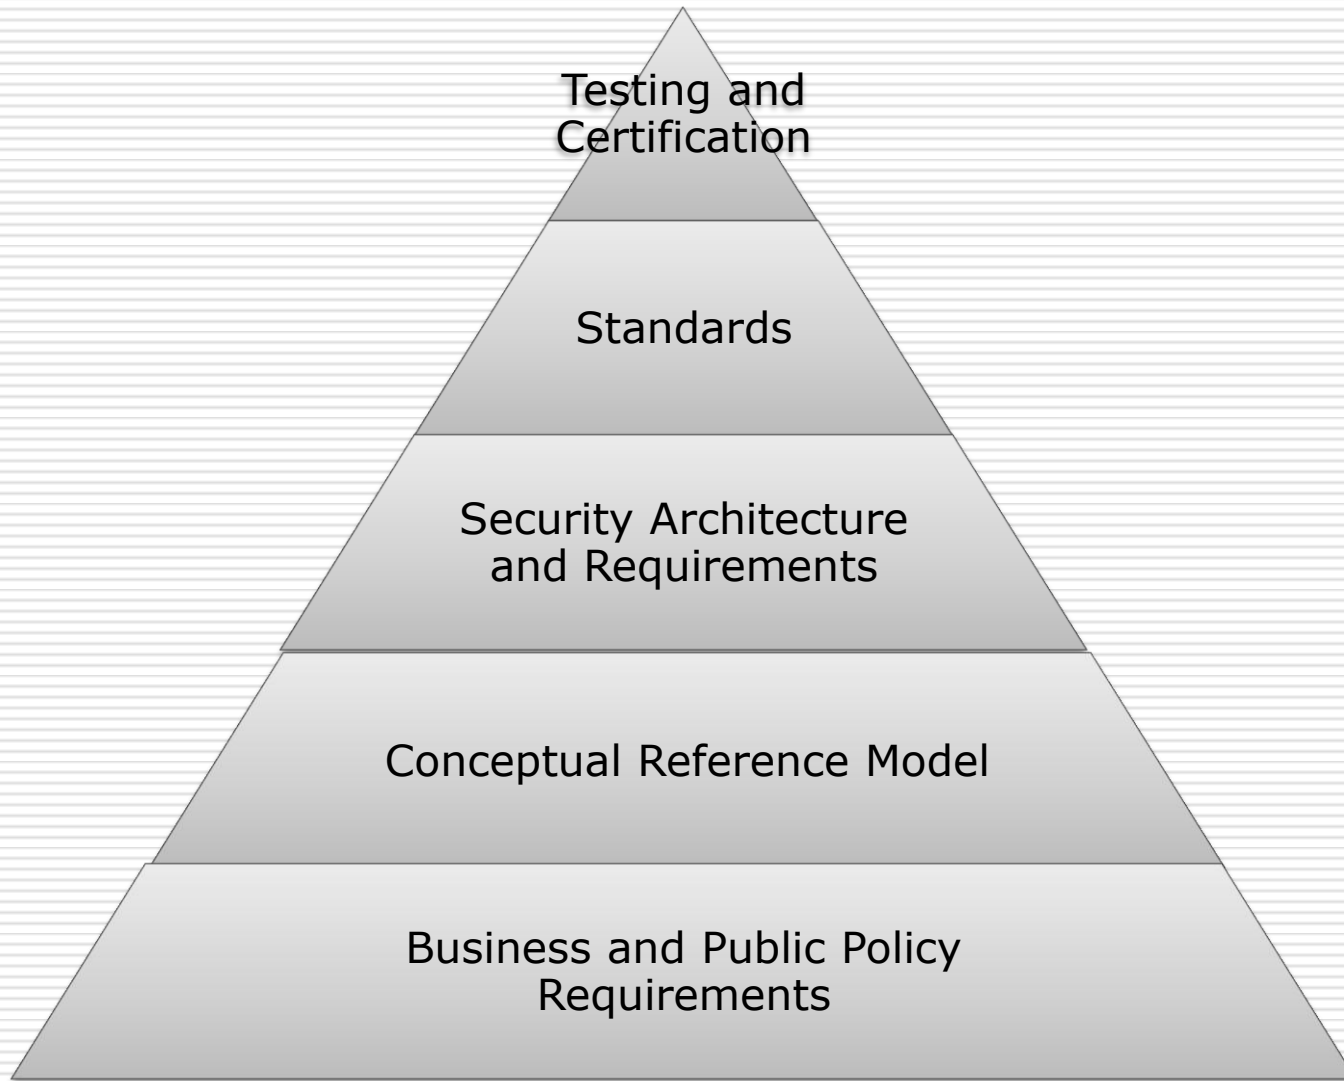 Testing and
Certification
Standards
Security Architecture
and Requirements
Conceptual Reference Model
Business and Public Policy
Requirements